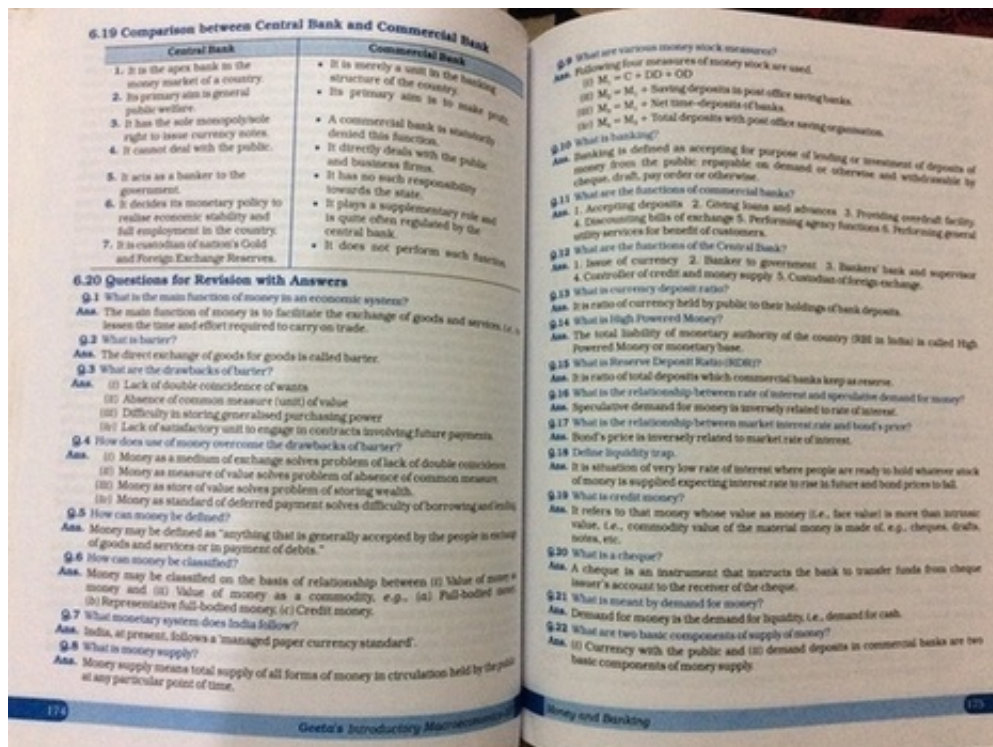 6.19 Comparison between Central Bank and Commercial Bank
Central Bank
1. It is the apex bank in the
money market of a country.
2. Its primary aim is general
public welfare.
3. It has the sole monopoly/sole
right to issue currency notes.
4. It cannot deal with the public.
5. It acts as a banker to the
government.
6. It decides its monetary policy to
realise economic stability and
full employment in the country.
7. It is custodian of nation's Gold
and Foreign Exchange Reserves.
Commercial Bank
• It is merely a unit in the banking
structure of the country.
• Its primary aim is to make profit.
• A commercial bank is statutorily
denied this function.
• It directly deals with the public
and business firms.
• It has no such responsibility
towards the state.
• It plays a supplementary role and
is quite often regulated by the
central bank.
• It does not perform such function
6.20 Questions for Revision with Answers
Q.1 What is the main function of money in an economic system?
Ans. The main function of money is to facilitate the exchange of goods and services, i.e.
lessen the time and effort required to carry on trade.
Q.2 What is barter?
Ans. The direct exchange of goods for goods is called barter.
Q.3 What are the drawbacks of barter?
Ans. (i) Lack of double coincidence of wants
(ii) Absence of common measure (unit) of value
(iii) Difficulty in storing generalised purchasing power
(iv) Lack of satisfactory unit to engage in contracts involving future payments.
Q.4 How does use of money overcome the drawbacks of barter?
Ans. (i) Money as a medium of exchange solves problem of lack of double coincidence
(ii) Money as measure of value solves problem of absence of common measure
(iii) Money as store of value solves problem of storing wealth.
(iv) Money as standard of deferred payment solves difficulty of borrowing and lending
Q.5 How can money be defined?
Ans. Money may be defined as "anything that is generally accepted by the people in
of goods and services or in payment of debts."
Q.6 How can money be classified?
Ans. Money may be classified on the basis of relationship between (i) Value of money
money and (ii) Value of money as a commodity, e.g., (a) Full-bodied
(b) Representative full-bodied money, (c) Credit money.
Q.7 What monetary system does India follow?
Ans. India, at present, follows a 'managed paper currency standard'.
Q.8 What is money supply?
Ans. Money supply means total supply of all forms of money in circulation held by the public
at any particular point of time.
174
Geeta's Introductory Macroeconomics
Q.9 What are various money stock measures?
Ans. Following four measures of money stock are used.
(i) M₁ = C + DD + OD
(ii) M₂ = M₁ + Saving deposits in post office saving banks.
(iii) M₃ = M₁ + Net time-deposits of banks.
(iv) M₄ = M₃ + Total deposits with post office saving organisation.
Q.10 What is banking?
Ans. Banking is defined as accepting for purpose of lending or investment of deposits of
money from the public repayable on demand or otherwise and withdrawable by
cheque, draft, pay order or otherwise.
Q.11 What are the functions of commercial banks?
Ans. 1. Accepting deposits 2. Giving loans and advances 3. Providing overdraft facility
4. Discounting bills of exchange 5. Performing agency functions 6. Performing general
utility services for benefit of customers.
Q.12 What are the functions of the Central Bank?
Ans. 1. Issue of currency 2. Banker to government 3. Bankers' bank and supervisor
4. Controller of credit and money supply 5. Custodian of foreign exchange.
Q.13 What is currency deposit ratio?
Ans. It is ratio of currency held by public to their holdings of bank deposits.
Q.14 What is High Powered Money?
Ans. The total liability of monetary authority of the country (RBI in India) is called High
Powered Money or monetary base.
Q.15 What is Reserve Deposit Ratio (RDR)?
Ans. It is ratio of total deposits which commercial banks keep as reserve.
Q.16 What is the relationship between rate of interest and speculative demand for money?
Ans. Speculative demand for money is inversely related to rate of interest.
Q.17 What is the relationship between market interest rate and bond's price?
Ans. Bond's price is inversely related to market rate of interest.
Q.18 Define liquidity trap.
Ans. It is situation of very low rate of interest where people are ready to hold whatever stock
of money is supplied expecting interest rate to rise in future and bond prices to fall.
Q.19 What is credit money?
Ans. It refers to that money whose value as money (i.e., face value) is more than intrinsic
value, i.e., commodity value of the material money is made of, e.g., cheques, drafts,
notes, etc.
Q.20 What is a cheque?
Ans. A cheque is an instrument that instructs the bank to transfer funds from cheque
issuer's account to the receiver of the cheque.
Q.21 What is meant by demand for money?
Ans. Demand for money is the demand for liquidity, i.e., demand for cash.
Q.22 What are two basic components of supply of money?
Ans. (i) Currency with the public and (ii) demand deposits in commercial banks are two
basic components of money supply.
Money and Banking
175